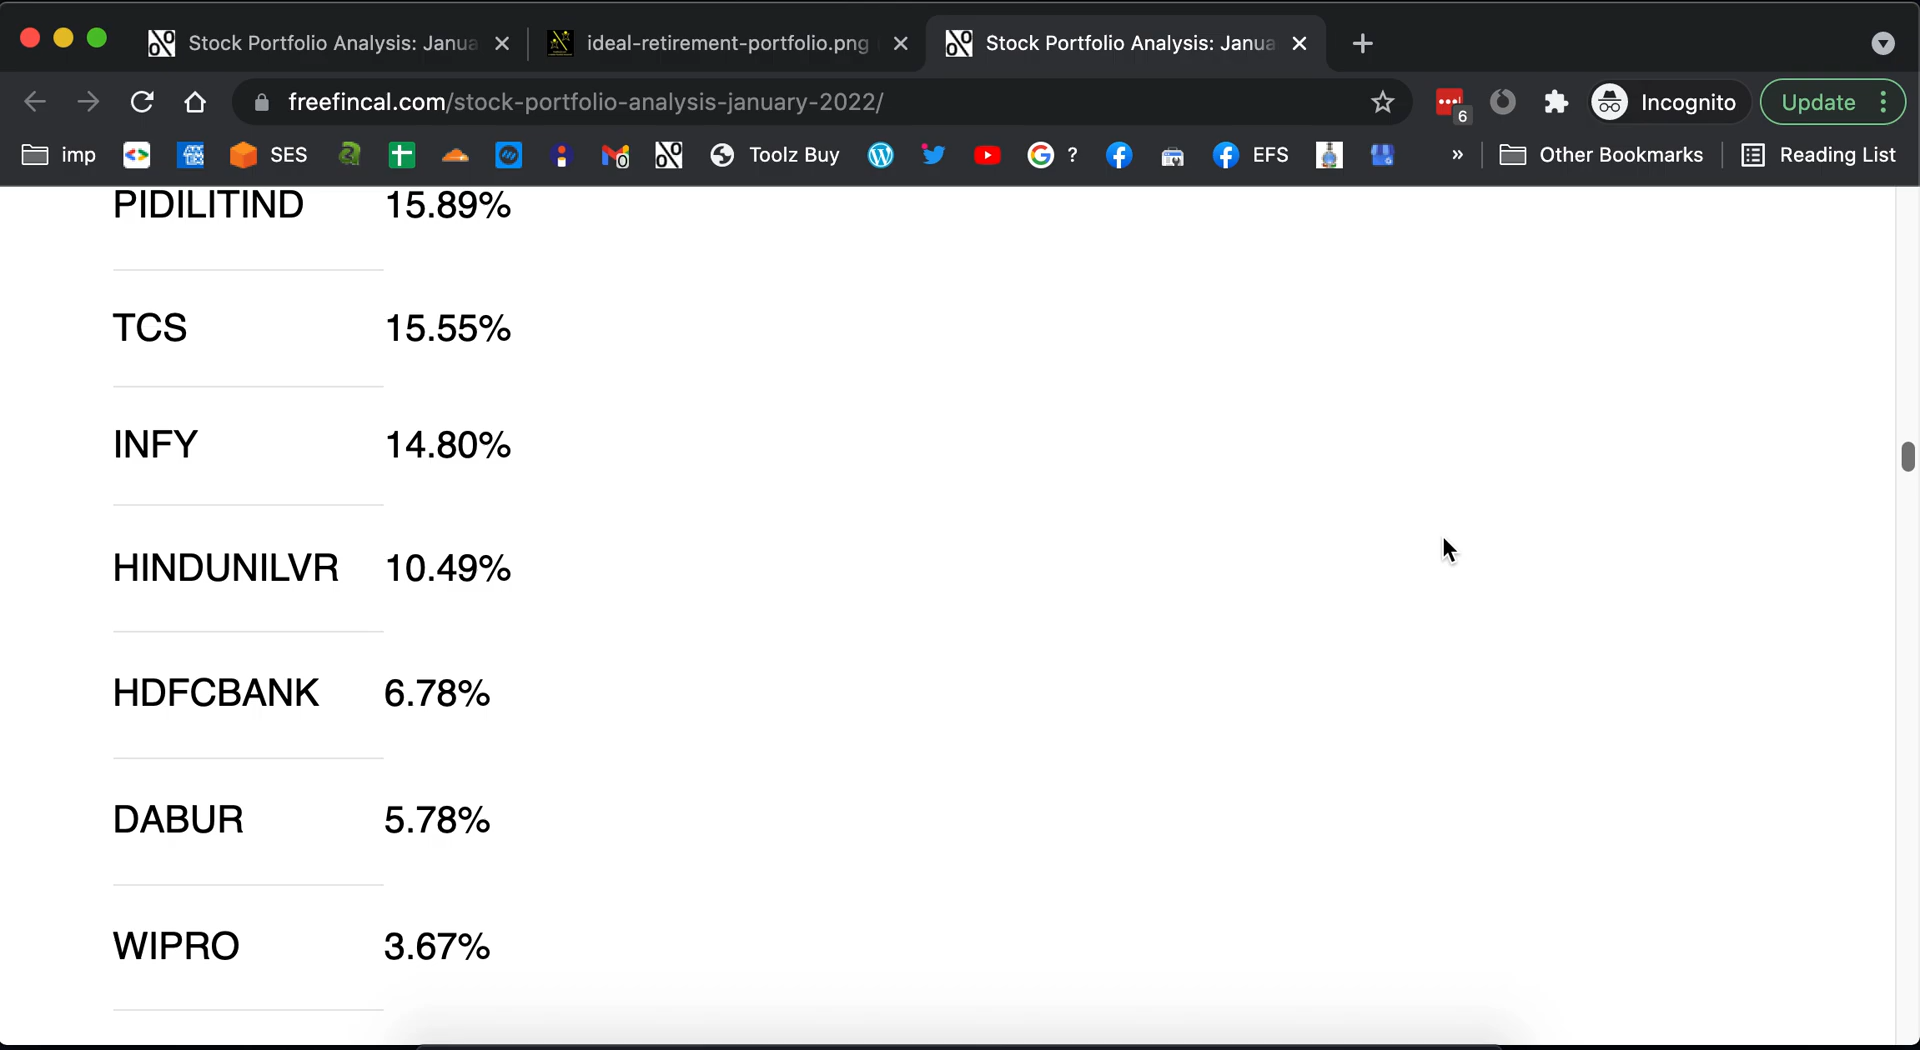 Stock Portfolio Analysis: Janua
ideal-retirement-portfolio.png
Stock Portfolio Analysis: Janua
freefincal.com/stock-portfolio-analysis-january-2022/
6
Incognito
Update
imp
SES
Toolz Buy
?
EFS
»
Other Bookmarks
Reading List
PIDILITIND 15.89%
TCS 15.55%
INFY 14.80%
HINDUNILVR 10.49%
HDFCBANK 6.78%
DABUR 5.78%
WIPRO 3.67%